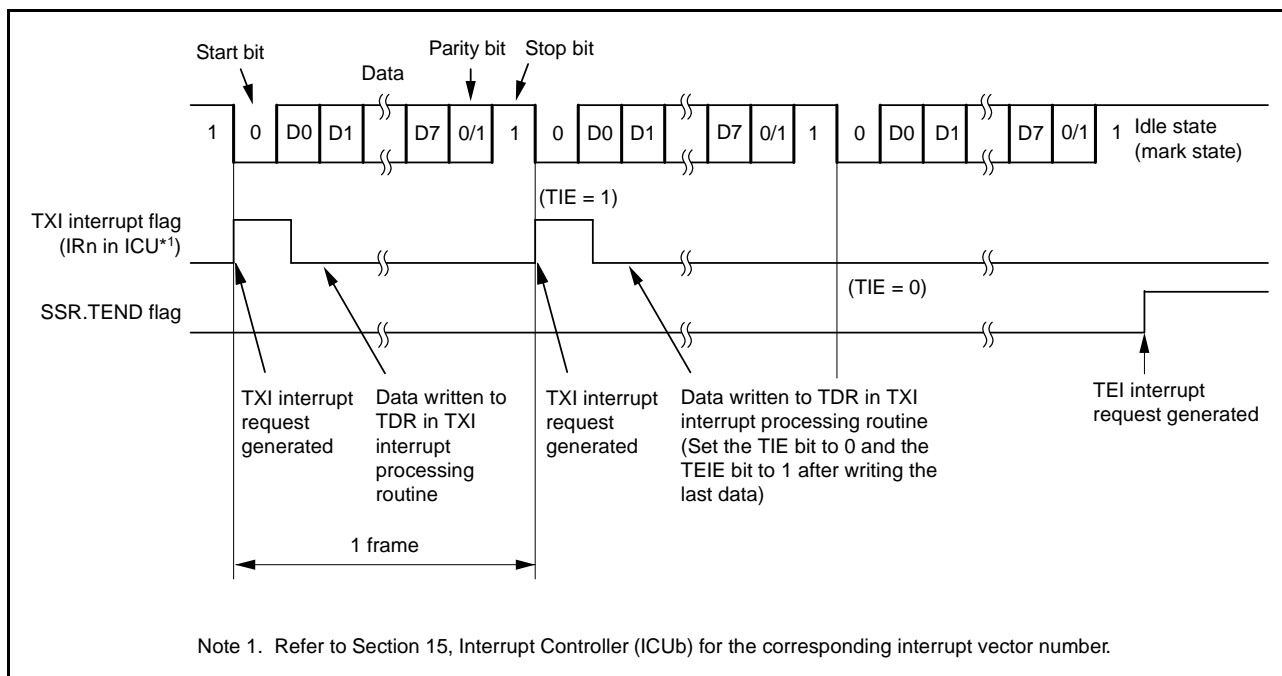 Start bit
Data
Parity bit
Stop bit
1 0 D0 D1 D7 0/1 1 0 D0 D1 D7 0/1 1 0 D0 D1 D7 0/1 1
Idle state
(mark state)
(TIE = 1)
TXI interrupt flag
(IRn in ICU*1)
(TIE = 0)
SSR.TEND flag
TXI interrupt
request
generated
Data written to
TDR in TXI
interrupt
processing
routine
TXI interrupt
request
generated
Data written to TDR in TXI
interrupt processing routine
(Set the TIE bit to 0 and the
TEIE bit to 1 after writing the
last data)
TEI interrupt
request generated
1 frame
Note 1. Refer to Section 15, Interrupt Controller (ICUb) for the corresponding interrupt vector number.